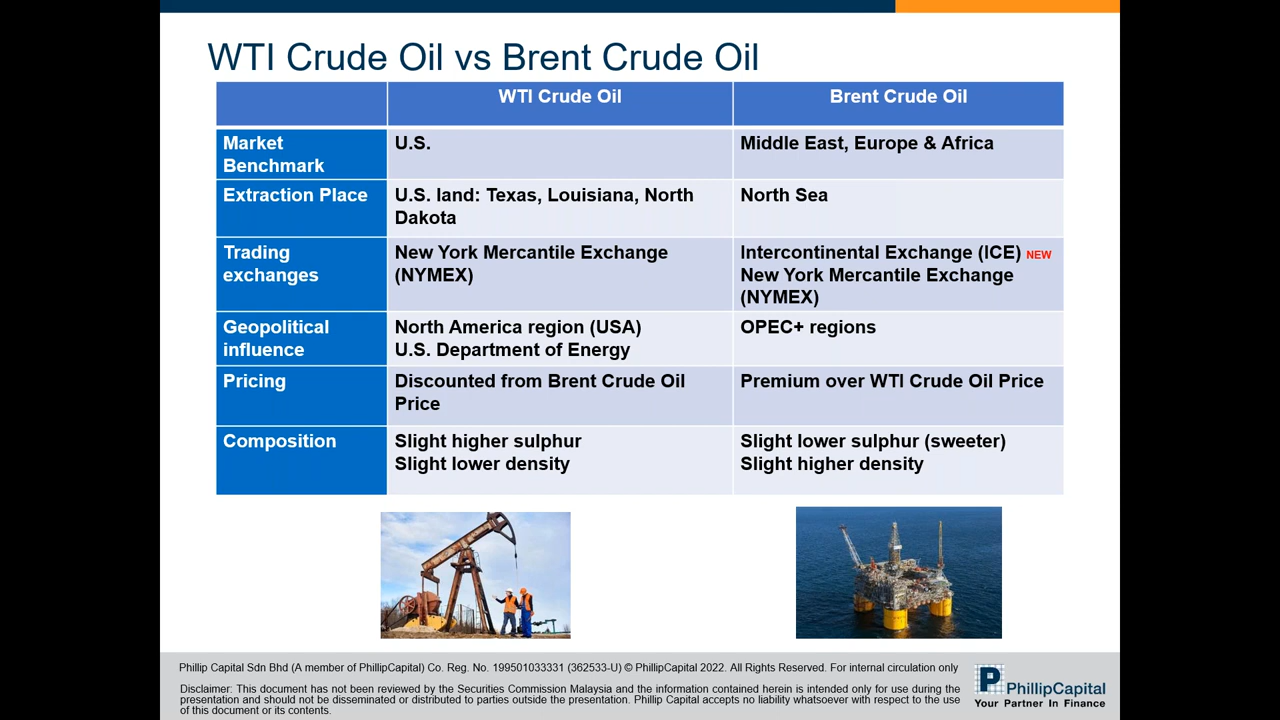 WTI Crude Oil vs Brent Crude Oil
WTI Crude Oil
Brent Crude Oil
Market
Benchmark
U.S.
Middle East, Europe & Africa
Extraction Place
U.S. land: Texas, Louisiana, North
Dakota
North Sea
Trading
exchanges
New York Mercantile Exchange
(NYMEX)
Intercontinental Exchange (ICE) NEW
New York Mercantile Exchange
(NYMEX)
Geopolitical
influence
North America region (USA)
U.S. Department of Energy
OPEC+ regions
Pricing
Discounted from Brent Crude Oil
Price
Premium over WTI Crude Oil Price
Composition
Slight higher sulphur
Slight lower density
Slight lower sulphur (sweeter)
Slight higher density
Phillip Capital Sdn Bhd (A member of PhillipCapital) Co. Reg. No. 199501033331 (362533-U) © PhillipCapital 2022. All Rights Reserved. For internal circulation only
Disclaimer: This document has not been reviewed by the Securities Commission Malaysia and the information contained herein is intended only for use during the
presentation and should not be disseminated or distributed to parties outside the presentation. Phillip Capital accepts no liability whatsoever with respect to the use
of this document or its contents.
P
PhillipCapital
Your Partner In Finance